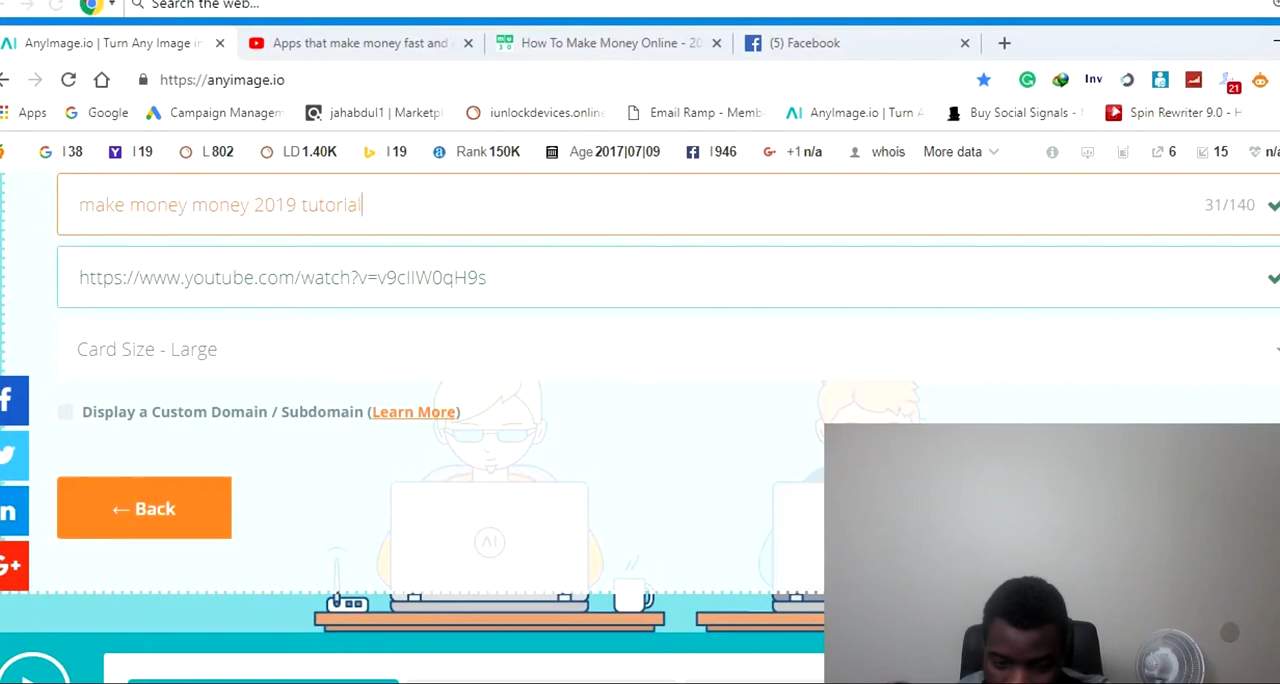 Search the web...
AnyImage.io | Turn Any Image in
Apps that make money fast and
How To Make Money Online - 20
(5) Facebook
https://anyimage.io
Inv
21
Apps
Google
Campaign Managem
jahabdul1 | Marketpl
iunlockdevices.online
Email Ramp - Memb
AnyImage.io | Turn A
Buy Social Signals -
Spin Rewriter 9.0 - H
I 38
I 19
L 802
LD 1.40K
I 19
Rank 150K
Age 2017|07|09
I 946
+1 n/a
whois
More data
6
15
n/a
make money money 2019 tutorial
31/140
https://www.youtube.com/watch?v=v9cIIW0qH9s
Card Size - Large
Display a Custom Domain / Subdomain (Learn More)
← Back
AI